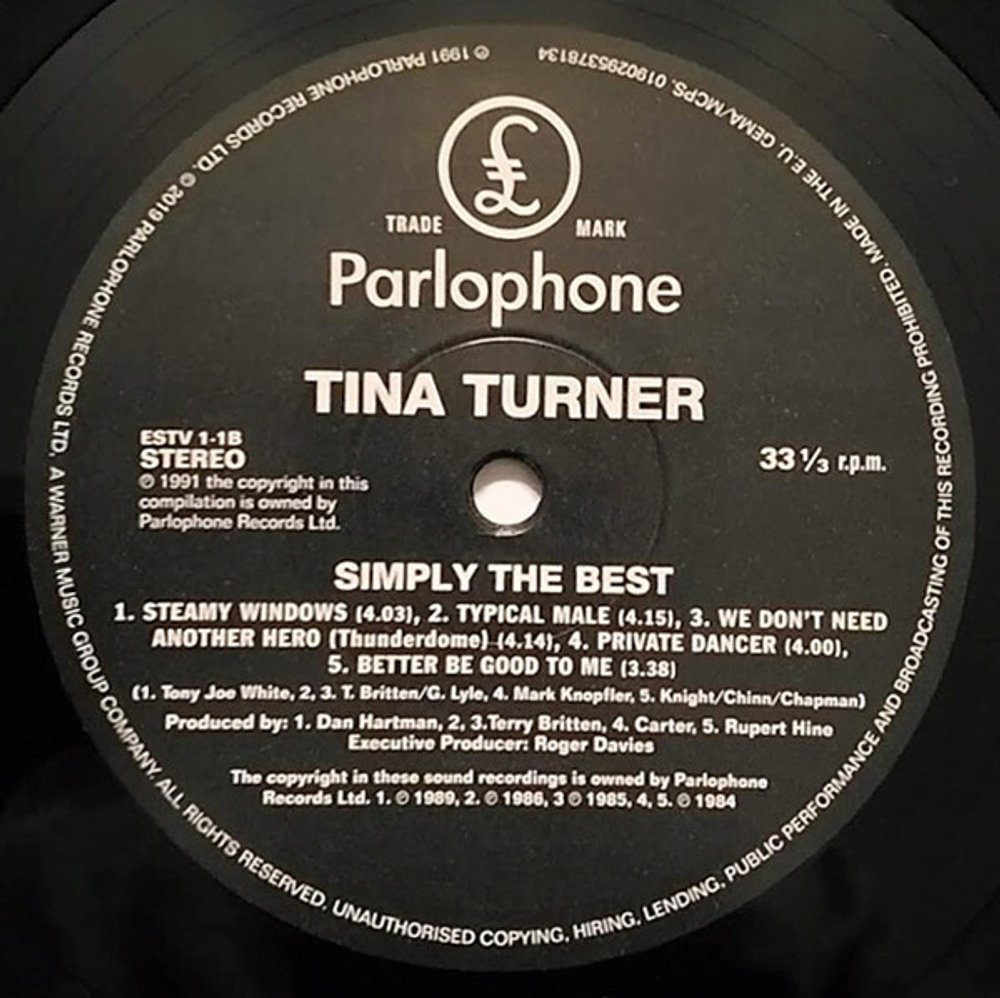 £
TRADE MARK
Parlophone
TINA TURNER
ESTV 1-1B
STEREO
℗ 1991 the copyright in this
compilation is owned by
Parlophone Records Ltd.
33 ⅓ r.p.m.
SIMPLY THE BEST
1. STEAMY WINDOWS (4.03), 2. TYPICAL MALE (4.15), 3. WE DON'T NEED
ANOTHER HERO (Thunderdome) (4.14), 4. PRIVATE DANCER (4.00),
5. BETTER BE GOOD TO ME (3.38)
(1. Tony Joe White, 2, 3. T. Britten/G. Lyle, 4. Mark Knopfler, 5. Knight/Chinn/Chapman)
Produced by: 1. Dan Hartman, 2, 3.Terry Britten, 4. Carter, 5. Rupert Hine
Executive Producer: Roger Davies
The copyright in these sound recordings is owned by Parlophone
Records Ltd. 1. ℗ 1989, 2. ℗ 1986, 3 ℗ 1985, 4, 5. ℗ 1984
℗ 1991 PARLOPHONE RECORDS LTD. © 2019 PARLOPHONE RECORDS LTD. A WARNER MUSIC GROUP COMPANY. ALL RIGHTS RESERVED. UNAUTHORISED COPYING, HIRING, LENDING, PUBLIC PERFORMANCE AND BROADCASTING OF THIS RECORDING PROHIBITED. MADE IN THE E.U. GEMA/MCPS. 0190295378134